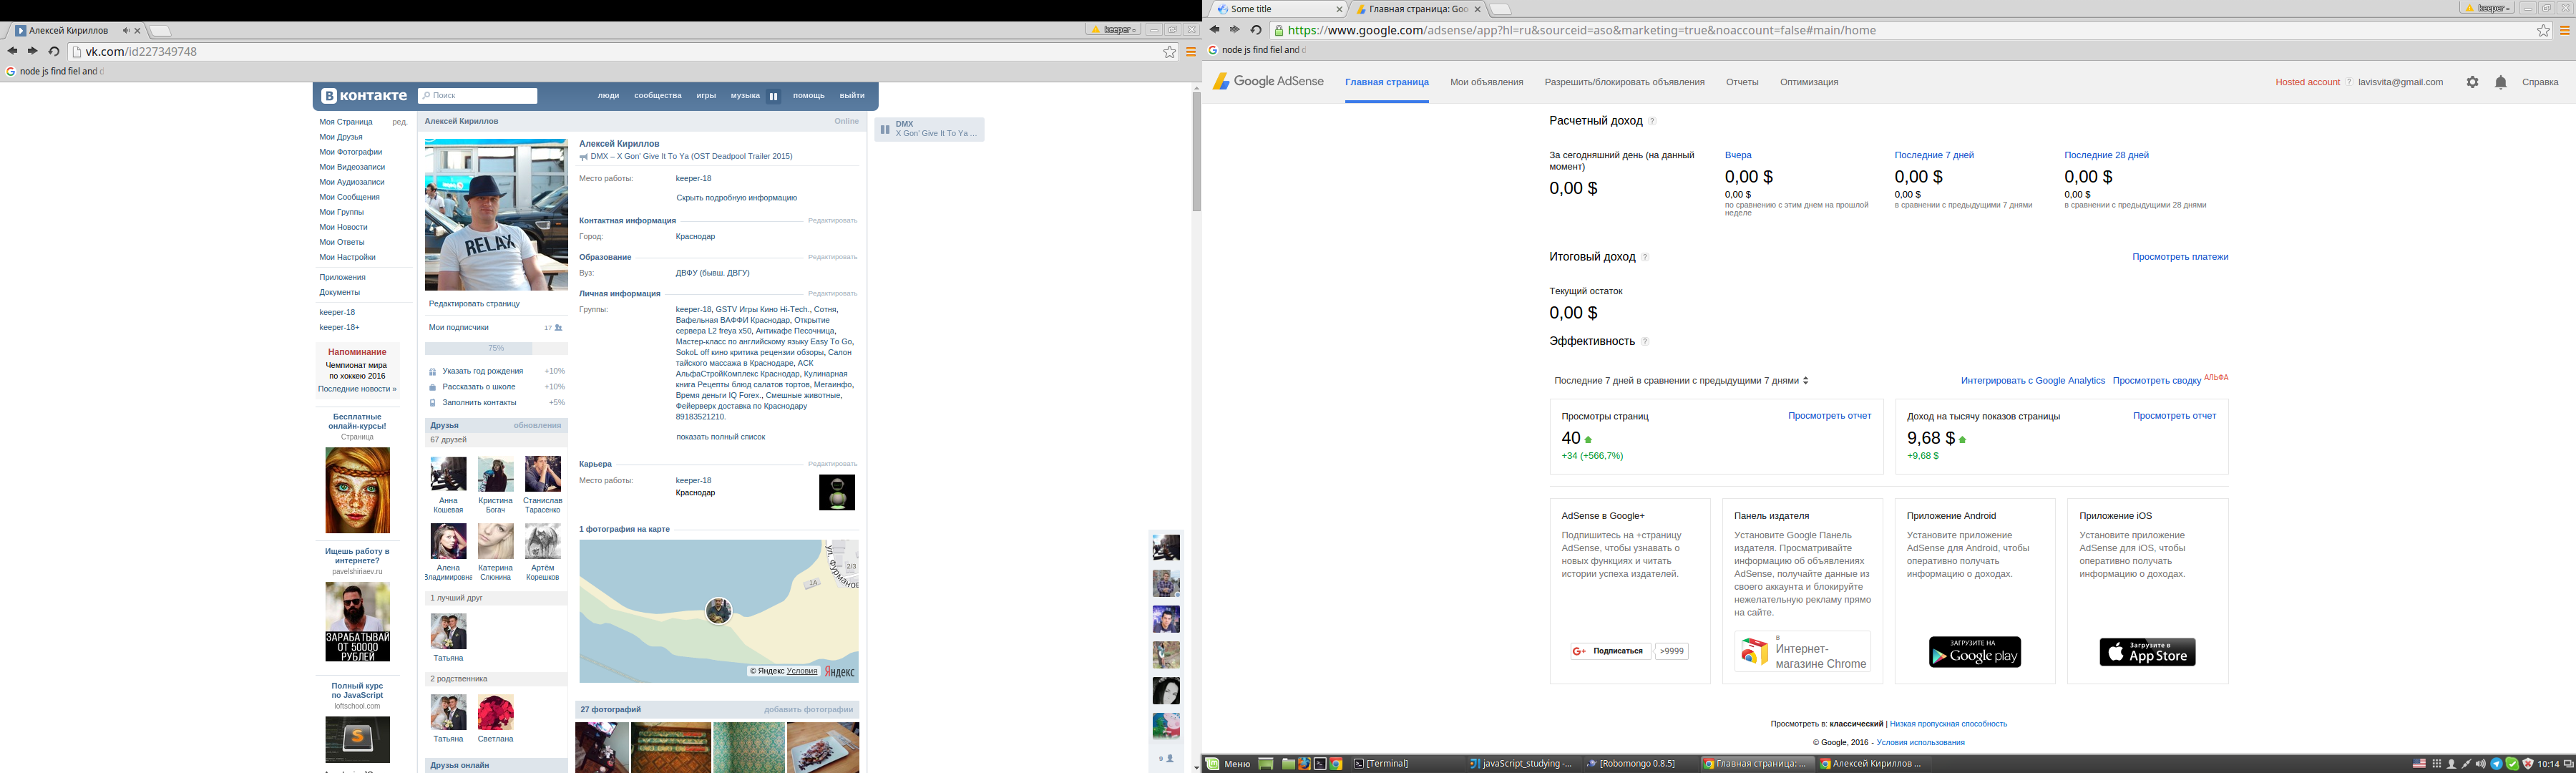 Алексей Кириллов
keeper
vk.com/id227349748
node js find fiel and d
В контакте
Поиск
люди сообщества игры музыка помощь выйти
Моя Страница ред.
Мои Друзья
Мои Фотографии
Мои Видеозаписи
Мои Аудиозаписи
Мои Сообщения
Мои Группы
Мои Новости
Мои Ответы
Мои Настройки
Приложения
Документы
keeper-18
keeper-18+
Напоминание
Чемпионат мира
по хоккею 2016
Последние новости »
Бесплатные
онлайн-курсы!
Страница
Ищешь работу в
интернете?
pavelshiriaev.ru
ЗАРАБАТЫВАЙ
ОТ 50000
РУБЛЕЙ
Полный курс
по JavaScript
loftschool.com
S
Алексей Кириллов Online
RELAX
Редактировать страницу
Мои подписчики 17
75%
Указать год рождения +10%
Рассказать о школе +10%
Заполнить контакты +5%
Друзья обновления
67 друзей
Анна
Кошевая
Кристина
Богач
Станислав
Тарасенко
Алена
Владимировна
Катерина
Слюнина
Артём
Корешков
1 лучший друг
Татьяна
2 родственника
Татьяна Светлана
Друзья онлайн
Алексей Кириллов
DMX – X Gon' Give It To Ya (OST Deadpool Trailer 2015)
Место работы: keeper-18
Скрыть подробную информацию
Контактная информация Редактировать
Город: Краснодар
Образование Редактировать
Вуз: ДВФУ (бывш. ДВГУ)
Личная информация Редактировать
Группы: keeper-18, GSTV Игры Кино Hi-Tech., Сотня,
Вафельная ВАФФИ Краснодар, Открытие
сервера L2 freya x50, Антикафе Песочница,
Мастер-класс по английскому языку Easy To Go,
SokoL off кино критика рецензии обзоры, Салон
тайского массажа в Краснодаре, АСК
АльфаСтройКомплекс Краснодар, Кулинарная
книга Рецепты блюд салатов тортов, Мегаинфо,
Время деньги IQ Forex., Смешные животные,
Фейерверк доставка по Краснодару
89183521210.
показать полный список
Карьера Редактировать
Место работы: keeper-18
Краснодар
1 фотография на карте
ул. Фурманова
2/3
1А
© Яндекс Условия Яндекс
27 фотографий добавить фотографии
DMX
X Gon' Give It To Ya ...
9
Some title
Главная страница: Goo
keeper
https://www.google.com/adsense/app?hl=ru&sourceid=aso&marketing=true&noaccount=false#main/home
node js find fiel and d
Google AdSense
Главная страница Мои объявления Разрешить/блокировать объявления Отчеты Оптимизация
Hosted account ? lavisvita@gmail.com Справка
Расчетный доход ?
За сегодняшний день (на данный
момент)
0,00 $
Вчера
0,00 $
0,00 $
по сравнению с этим днем на прошлой
неделе
Последние 7 дней
0,00 $
0,00 $
в сравнении с предыдущими 7 днями
Последние 28 дней
0,00 $
0,00 $
в сравнении с предыдущими 28 днями
Итоговый доход ? Просмотреть платежи
Текущий остаток
0,00 $
Эффективность ?
Последние 7 дней в сравнении с предыдущими 7 днями
Интегрировать с Google Analytics Просмотреть сводку АЛЬФА
Просмотры страниц Просмотреть отчет
40
+34 (+566,7%)
Доход на тысячу показов страницы Просмотреть отчет
9,68 $
+9,68 $
AdSense в Google+
Подпишитесь на +страницу
AdSense, чтобы узнавать о
новых функциях и читать
истории успеха издателей.
G+ Подписаться >9999
Панель издателя
Установите Google Панель
издателя. Просматривайте
информацию об объявлениях
AdSense, получайте данные из
своего аккаунта и блокируйте
нежелательную рекламу прямо
на сайте.
в
Интернет-
магазине Chrome
Приложение Android
Установите приложение
AdSense для Android, чтобы
оперативно получать
информацию о доходах.
ЗАГРУЗИТЕ НА
Google play
Приложение iOS
Установите приложение
AdSense для iOS, чтобы
оперативно получать
информацию о доходах.
Загрузите в
App Store
Просмотреть в: классический | Низкая пропускная способность
© Google, 2016 - Условия использования
Меню [Terminal] javaScript_studying -... [Robomongo 0.8.5] Главная страница: ... Алексей Кириллов ... 10:14